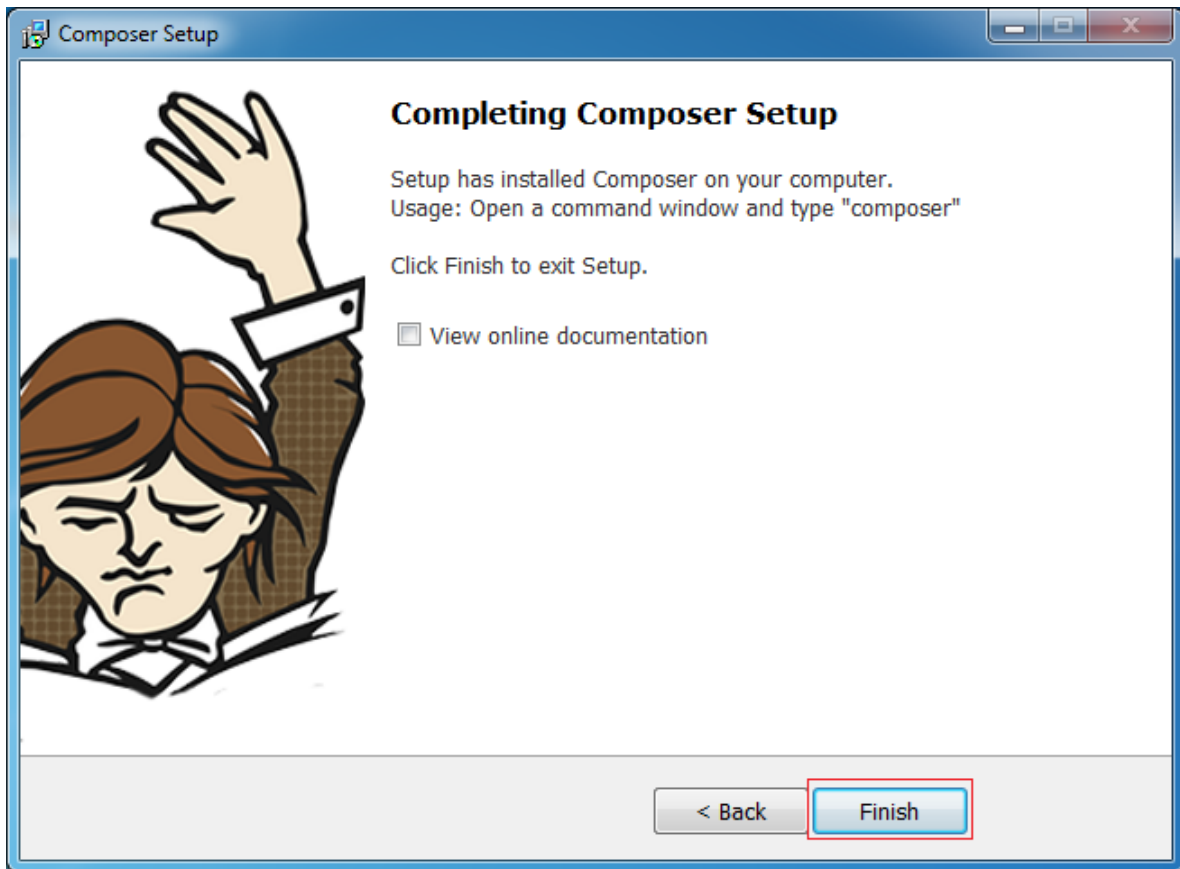 Composer Setup
Completing Composer Setup
Setup has installed Composer on your computer.
Usage: Open a command window and type "composer"
Click Finish to exit Setup.
View online documentation
< Back
Finish